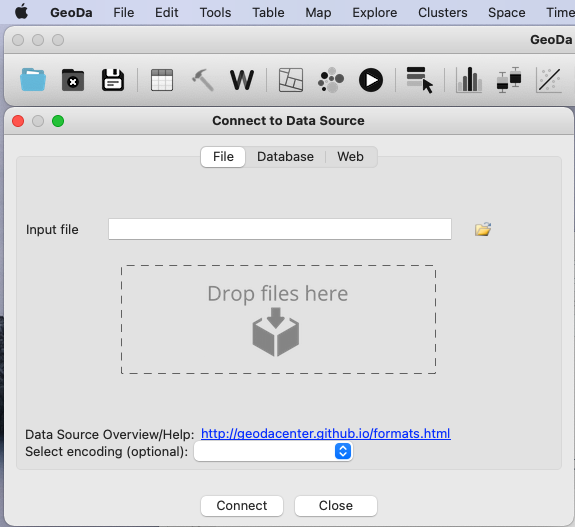 GeoDa File Edit Tools Table Map Explore Clusters Space Time
GeoDa
W
Connect to Data Source
File Database Web
Input file
Drop files here
Data Source Overview/Help: http://geodacenter.github.io/formats.html
Select encoding (optional):
Connect Close